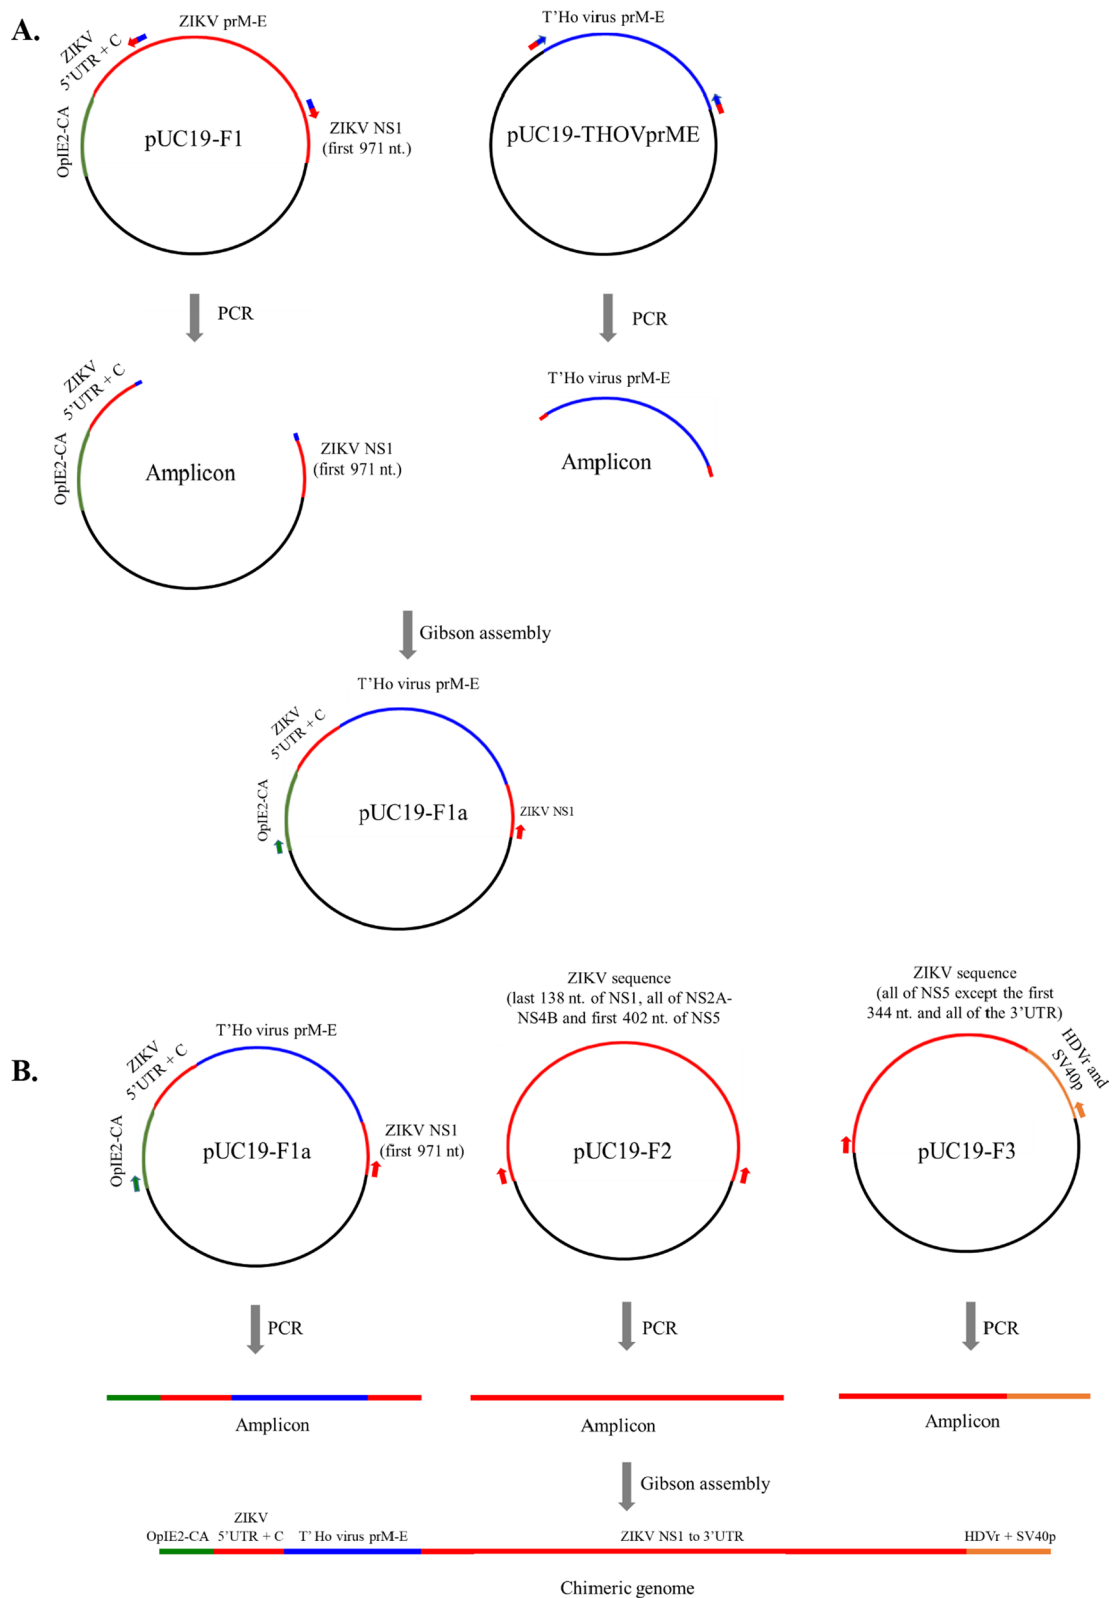 A.
ZIKV prM-E
ZIKV
5'UTR + C
OpIE2-CA
pUC19-F1
ZIKV NS1
(first 971 nt.)
T'Ho virus prM-E
pUC19-THOVprME
PCR
PCR
ZIKV
5'UTR + C
OpIE2-CA
Amplicon
ZIKV NS1
(first 971 nt.)
T'Ho virus prM-E
Amplicon
Gibson assembly
T'Ho virus prM-E
ZIKV
5'UTR + C
OpIE2-CA
pUC19-F1a
ZIKV NS1
B.
T'Ho virus prM-E
ZIKV
5'UTR + C
OpIE2-CA
pUC19-F1a
ZIKV NS1
(first 971 nt)
ZIKV sequence
(last 138 nt. of NS1, all of NS2A-
NS4B and first 402 nt. of NS5
pUC19-F2
ZIKV sequence
(all of NS5 except the first
344 nt. and all of the 3'UTR)
HDVr and
SV40p
pUC19-F3
PCR
PCR
PCR
Amplicon
Amplicon
Amplicon
Gibson assembly
OpIE2-CA
ZIKV
5'UTR + C
T' Ho virus prM-E
ZIKV NS1 to 3'UTR
HDVr + SV40p
Chimeric genome